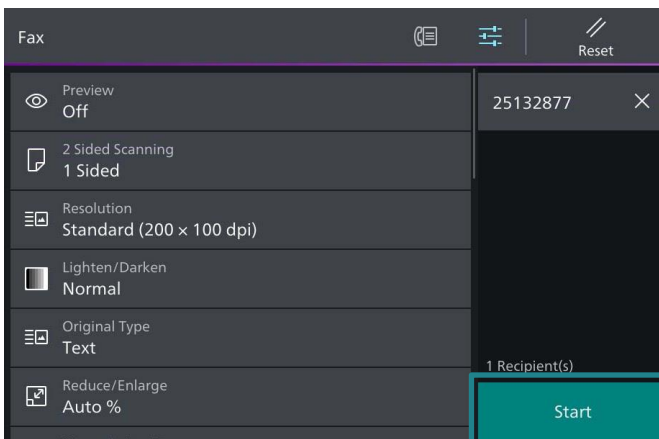 Fax
Reset
Preview
Off
2 Sided Scanning
1 Sided
Resolution
Standard (200 × 100 dpi)
Lighten/Darken
Normal
Original Type
Text
Reduce/Enlarge
Auto %
25132877
1 Recipient(s)
Start